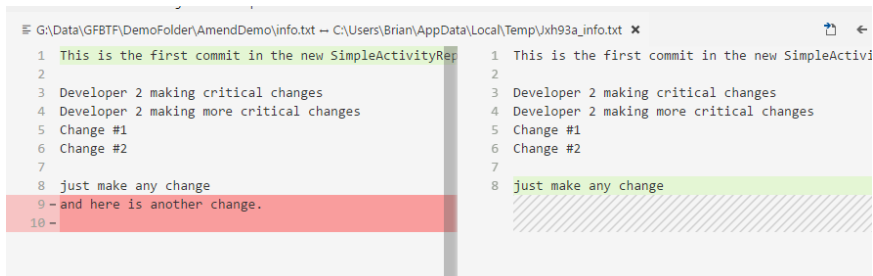 G:\Data\GFBTF\DemoFolder\AmendDemo\info.txt ↔ C:\Users\Brian\AppData\Local\Temp\Jxh93a_info.txt ×
1 This is the first commit in the new SimpleActivityRep
2
3 Developer 2 making critical changes
4 Developer 2 making more critical changes
5 Change #1
6 Change #2
7
8 just make any change
9 - and here is another change.
10 -
1 This is the first commit in the new SimpleActivi
2
3 Developer 2 making critical changes
4 Developer 2 making more critical changes
5 Change #1
6 Change #2
7
8 just make any change